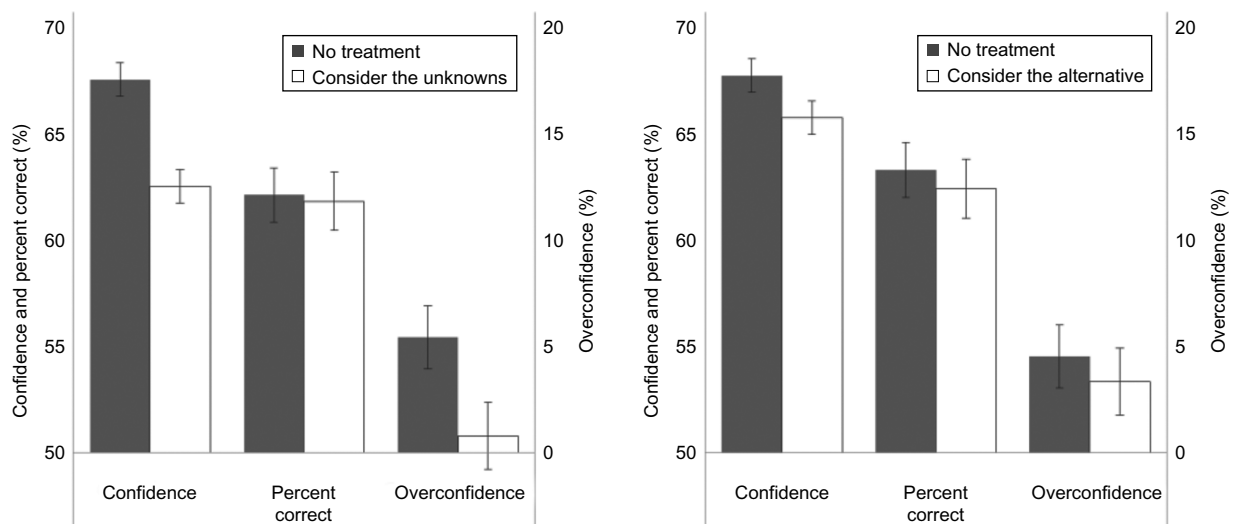 Confidence and percent correct (%)
70
65
60
55
50
No treatment
Consider the unknowns
20
15
10
5
0
Overconfidence (%)
Confidence
Percent
correct
Overconfidence
Confidence and percent correct (%)
70
65
60
55
50
No treatment
Consider the alternative
20
15
10
5
0
Overconfidence (%)
Confidence
Percent
correct
Overconfidence